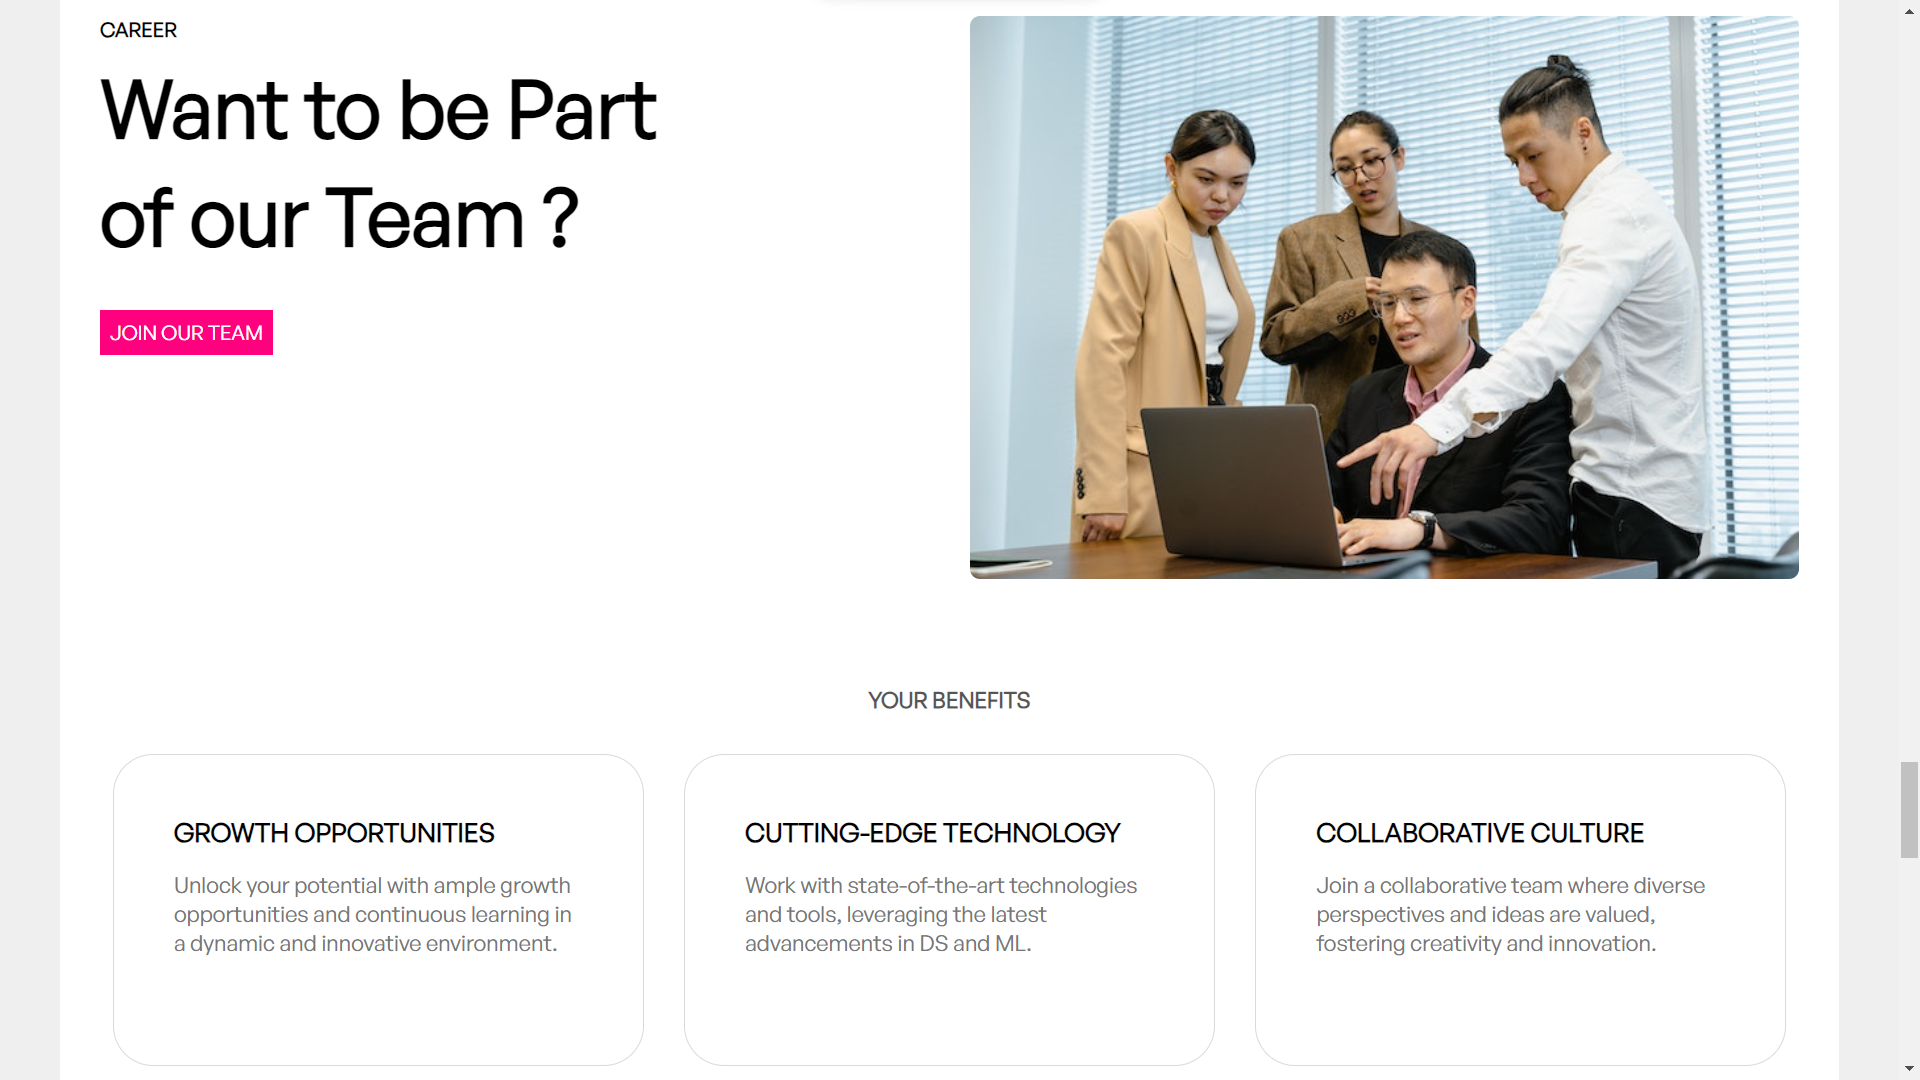 CAREER
Want to be Part
of our Team ?
JOIN OUR TEAM
YOUR BENEFITS
GROWTH OPPORTUNITIES
Unlock your potential with ample growth
opportunities and continuous learning in
a dynamic and innovative environment.
CUTTING-EDGE TECHNOLOGY
Work with state-of-the-art technologies
and tools, leveraging the latest
advancements in DS and ML.
COLLABORATIVE CULTURE
Join a collaborative team where diverse
perspectives and ideas are valued,
fostering creativity and innovation.